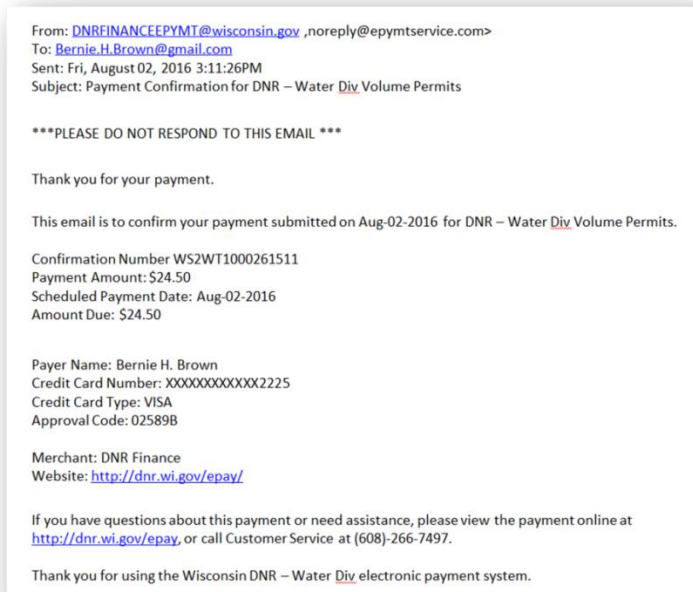 From: DNRFINANCEEPYMT@wisconsin.gov ,noreply@epymtservice.com>
To: Bernie.H.Brown@gmail.com
Sent: Fri, August 02, 2016 3:11:26PM
Subject: Payment Confirmation for DNR – Water Div Volume Permits
***PLEASE DO NOT RESPOND TO THIS EMAIL ***
Thank you for your payment.
This email is to confirm your payment submitted on Aug-02-2016 for DNR – Water Div Volume Permits.
Confirmation Number WS2WT1000261511
Payment Amount: $24.50
Scheduled Payment Date: Aug-02-2016
Amount Due: $24.50
Payer Name: Bernie H. Brown
Credit Card Number: XXXXXXXXXXXX2225
Credit Card Type: VISA
Approval Code: 02589B
Merchant: DNR Finance
Website: http://dnr.wi.gov/epay/
If you have questions about this payment or need assistance, please view the payment online at
http://dnr.wi.gov/epay, or call Customer Service at (608)-266-7497.
Thank you for using the Wisconsin DNR – Water Div electronic payment system.